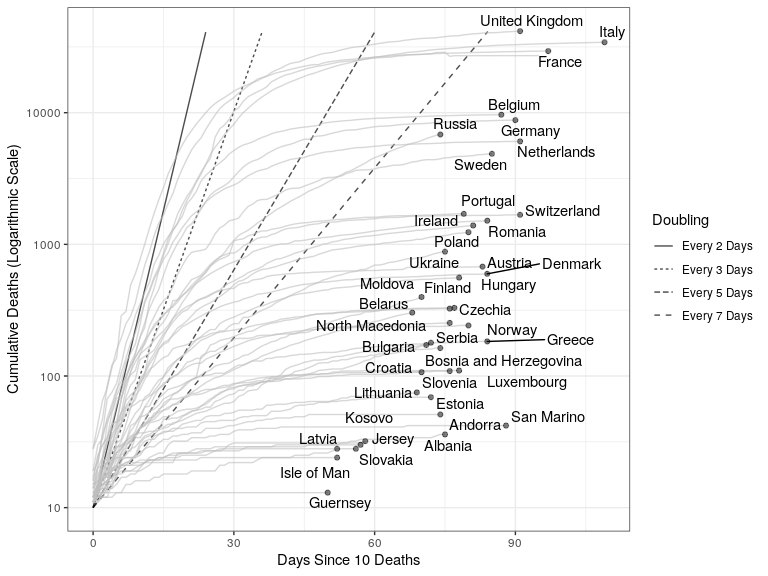 United Kingdom
Italy
France
10000
Belgium
Russia
Germany
Netherlands
Sweden
Portugal
Switzerland
Ireland
Romania
1000
Poland
Ukraine
Austria
Denmark
Moldova
Finland
Hungary
Belarus
Czechia
North Macedonia
Norway
Serbia
Greece
Bulgaria
Bosnia and Herzegovina
Croatia
100
Slovenia
Luxembourg
Lithuania
Estonia
Kosovo
San Marino
Andorra
Latvia
Jersey
Albania
Slovakia
Isle of Man
Guernsey
10
0
30
60
90
Days Since 10 Deaths
Cumulative Deaths (Logarithmic Scale)
Doubling
Every 2 Days
Every 3 Days
Every 5 Days
Every 7 Days